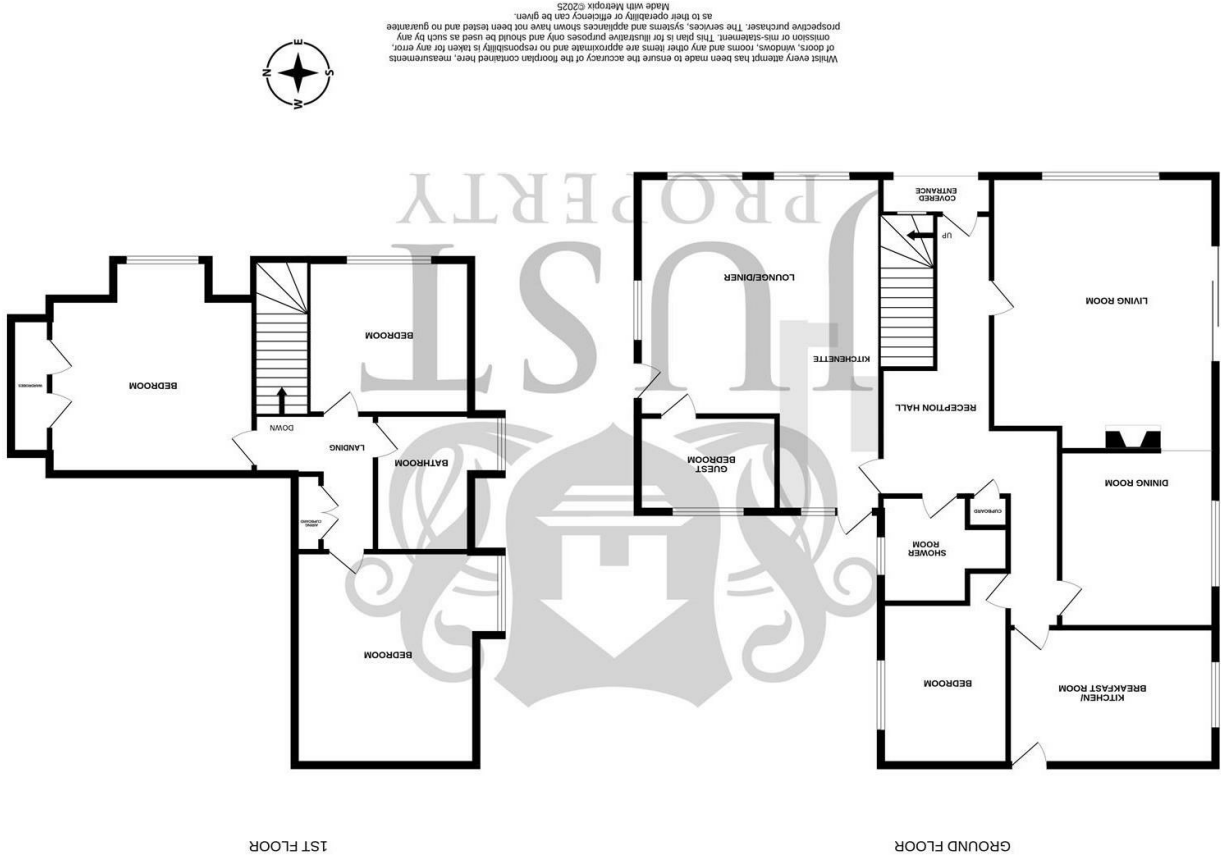 GROUND FLOOR
1ST FLOOR
KITCHEN/
BREAKFAST ROOM
BEDROOM
SHOWER
ROOM
CUPBOARD
DINING ROOM
RECEPTION HALL
LIVING ROOM
UP
COVERED
ENTRANCE
GUEST
BEDROOM
KITCHENETTE
LOUNGE/DINER
BEDROOM
AIRING
CUPBOARD
BATHROOM
LANDING
DOWN
BEDROOM
BEDROOM
WARDROBES
JUST
PROPERTY
N
E
S
W
Whilst every attempt has been made to ensure the accuracy of the floorplan contained here, measurements
of doors, windows, rooms and any other items are approximate and no responsibility is taken for any error,
omission or mis-statement. This plan is for illustrative purposes only and should be used as such by any
prospective purchaser. The services, systems and appliances shown have not been tested and no guarantee
as to their operability or efficiency can be given.
Made with Metropix ©2025